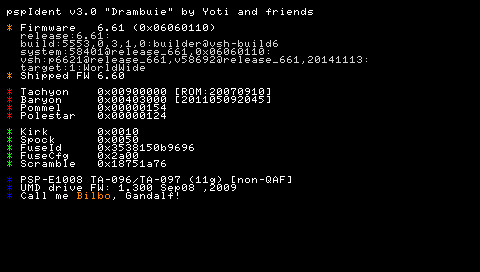 pspIdent v3.0 "Drambuie" by Yoti and friends
* Firmware 6.61 (0x06060110)
release:6.61:
build:5553,0,3,1,0:builder@vsh-build6
system:58401@release_661,0x06060110:
vsh:p6621@release_661,v58692@release_661,20141113:
target:1:WorldWide
* Shipped FW 6.60
* Tachyon 0x00900000 [ROM:20070910]
* Baryon 0x00403000 [201105092045]
* Pommel 0x00000154
* Polestar 0x00000124
* Kirk 0x0010
* Spock 0x0050
* FuseId 0x3538150b9696
* FuseCfg 0x2a00
* Scramble 0x18751a76
* PSP-E1008 TA-096/TA-097 (11g) [non-QAF]
* UMD drive FW: 1.300 Sep08 ,2009
* Call me Bilbo, Gandalf!